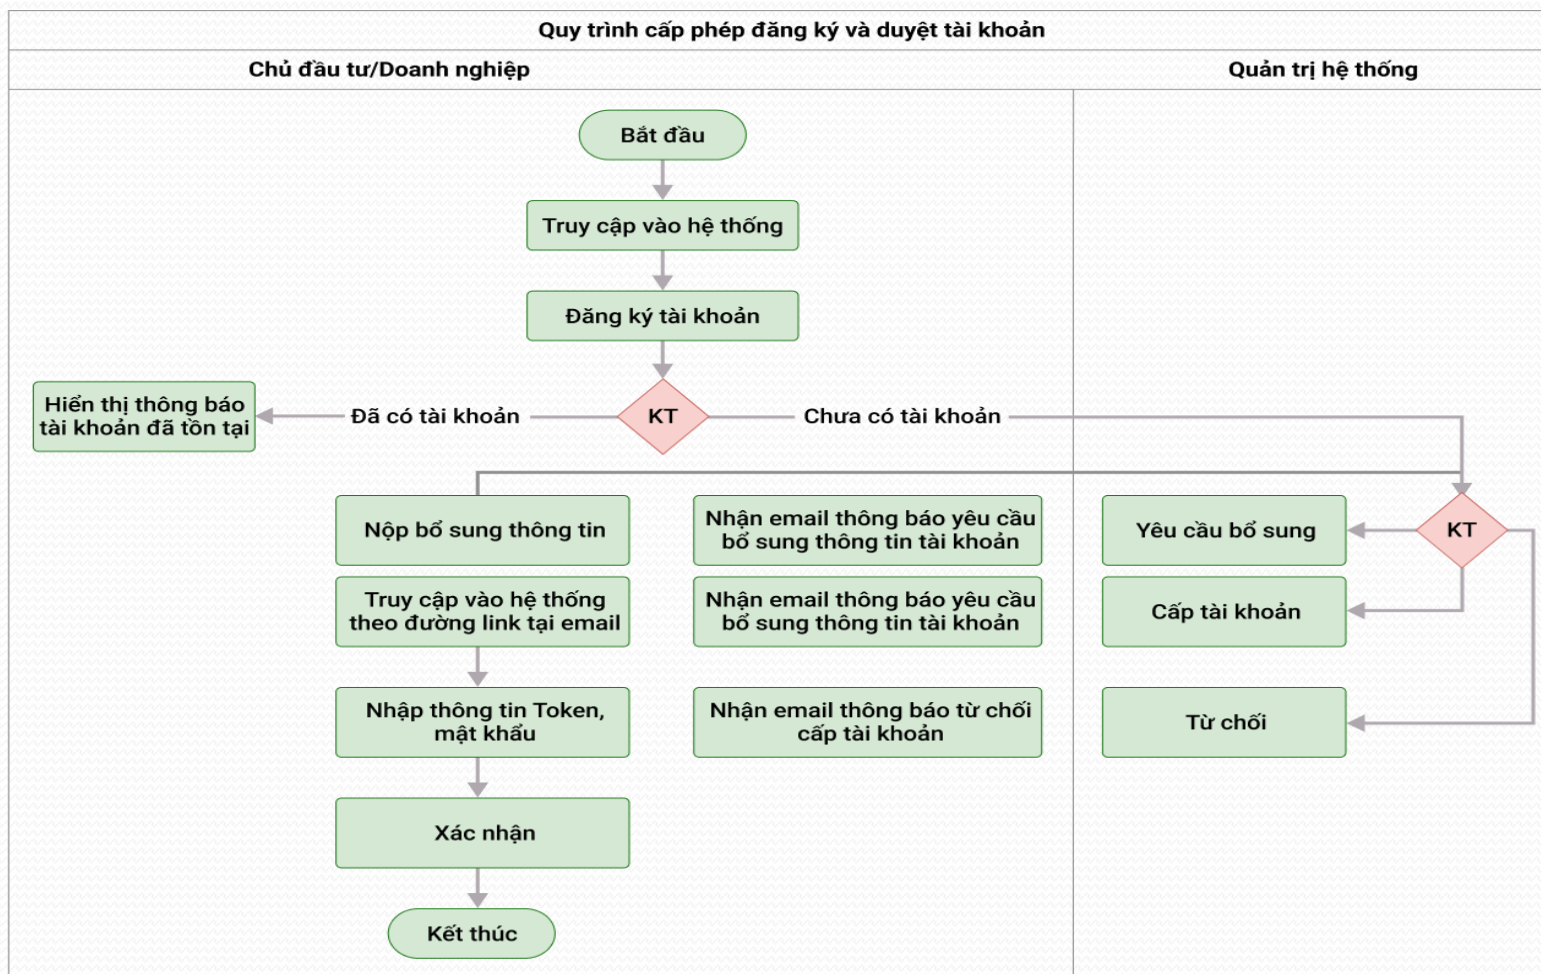 Quy trình cấp phép đăng ký và duyệt tài khoản
Chủ đầu tư/Doanh nghiệp
Quản trị hệ thống
Bắt đầu
Truy cập vào hệ thống
Đăng ký tài khoản
Hiển thị thông báo
tài khoản đã tồn tại
Đã có tài khoản
KT
Chưa có tài khoản
Nộp bổ sung thông tin
Nhận email thông báo yêu cầu
bổ sung thông tin tài khoản
Yêu cầu bổ sung
KT
Truy cập vào hệ thống
theo đường link tại email
Nhận email thông báo yêu cầu
bổ sung thông tin tài khoản
Cấp tài khoản
Nhập thông tin Token,
mật khẩu
Nhận email thông báo từ chối
cấp tài khoản
Từ chối
Xác nhận
Kết thúc